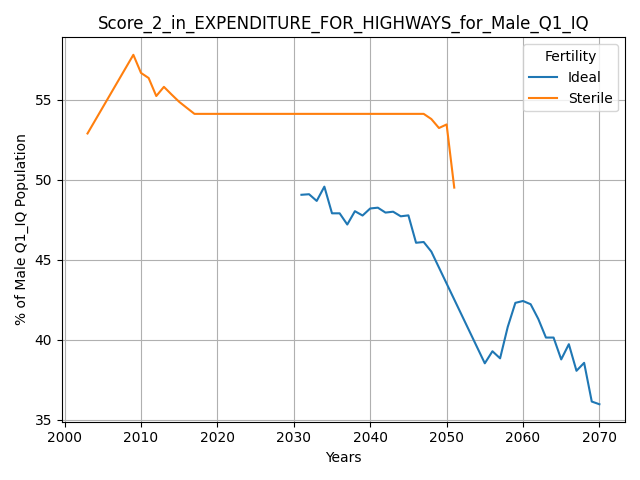 Score_2_in_EXPENDITURE_FOR_HIGHWAYS_for_Male_Q1_IQ
Fertility
Ideal
Sterile
% of Male Q1_IQ Population
55
50
45
40
35
2000 2010 2020 2030 2040 2050 2060 2070
Years